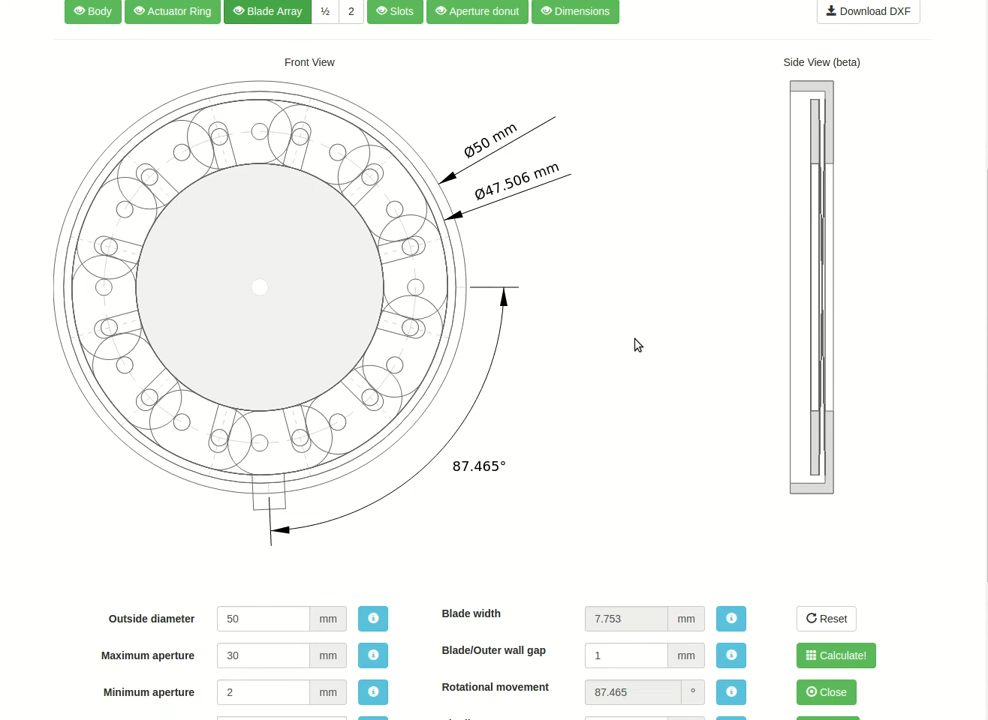 Body Actuator Ring Blade Array ½ 2 Slots Aperture donut Dimensions Download DXF
Front View Side View (beta)
Ø50 mm
Ø47.506 mm
87.465°
Outside diameter 50 mm Blade width 7.753 mm Reset
Maximum aperture 30 mm Blade/Outer wall gap 1 mm Calculate!
Minimum aperture 2 mm Rotational movement 87.465 ° Close